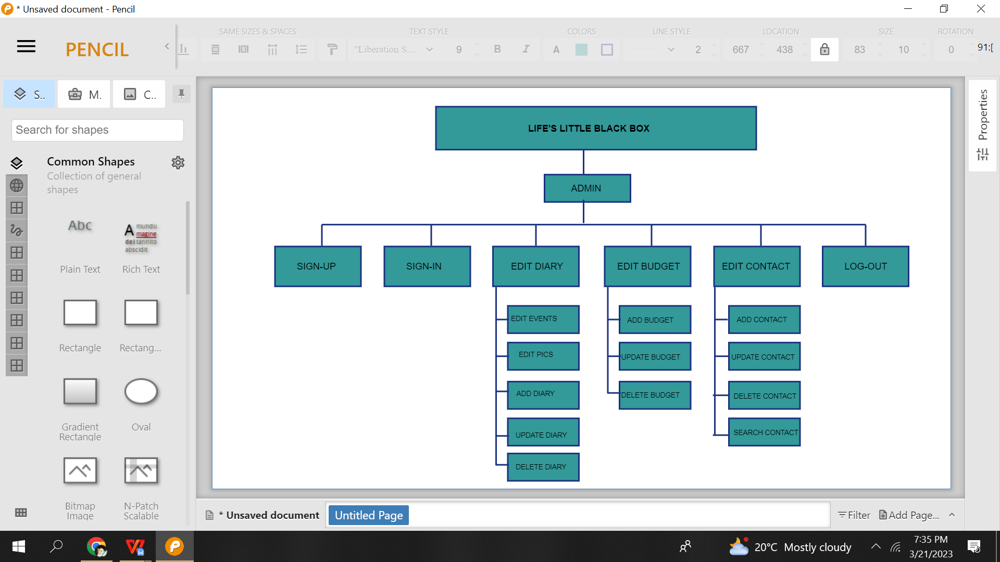 * Unsaved document - Pencil
PENCIL
SAME SIZES & SPACES
TEXT STYLE
COLORS
LINE STYLE
LOCATION
SIZE
ROTATION
"Liberation S...
9
B
I
A
2
667
438
83
10
0
91:[
S..
M.
C..
Search for shapes
Common Shapes
Collection of general
shapes
Abc
Plain Text
A mundu
magine
del tannito
abscidit
Rich Text
Rectangle
Rectang...
Gradient
Rectangle
Oval
Bitmap
Image
N-Patch
Scalable
LIFE'S LITTLE BLACK BOX
ADMIN
SIGN-UP
SIGN-IN
EDIT DIARY
EDIT BUDGET
EDIT CONTACT
LOG-OUT
EDIT EVENTS
EDIT PICS
ADD DIARY
UPDATE DIARY
DELETE DIARY
ADD BUDGET
UPDATE BUDGET
DELETE BUDGET
ADD CONTACT
UPDATE CONTACT
DELETE CONTACT
SEARCH CONTACT
Properties
* Unsaved document
Untitled Page
Filter
Add Page...
20°C Mostly cloudy
7:35 PM
3/21/2023